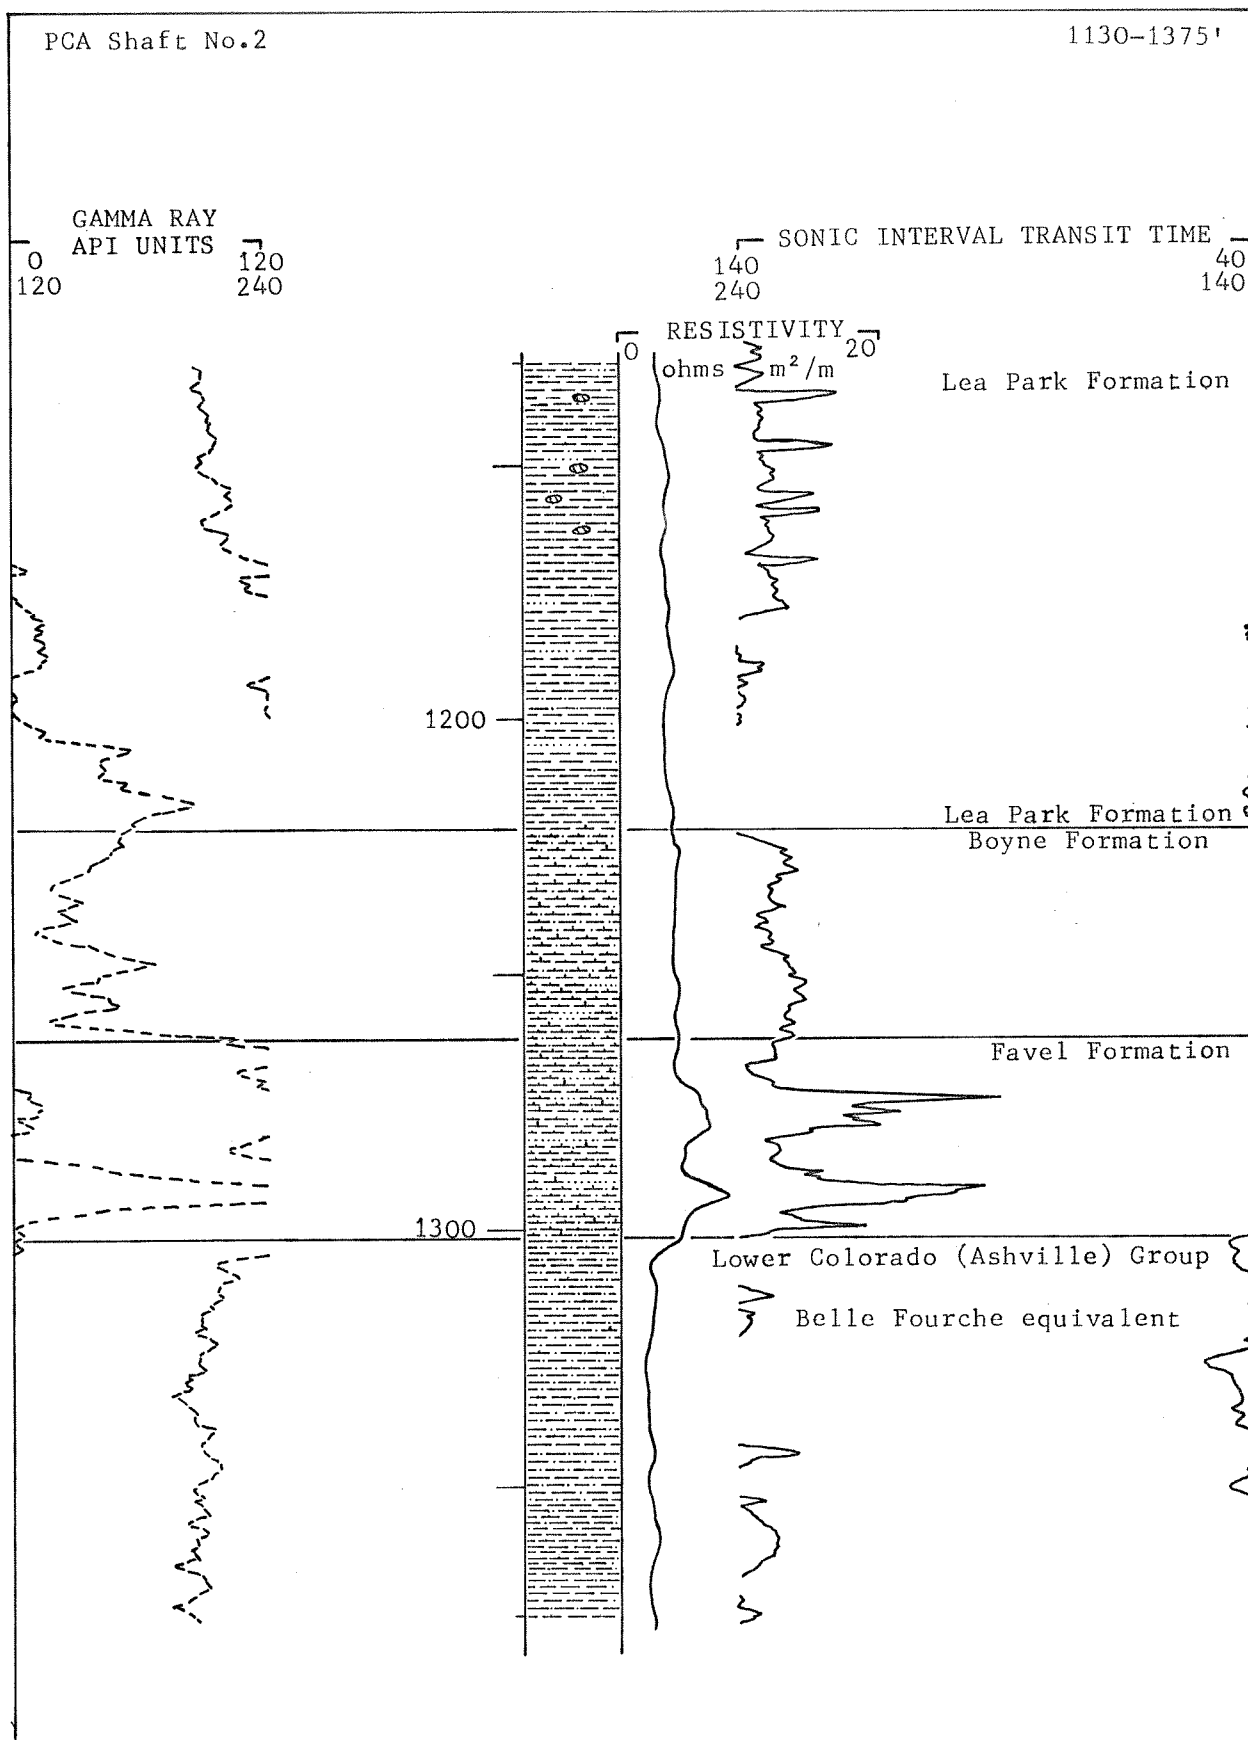 PCA Shaft No.2
1130-1375'
GAMMA RAY
API UNITS
0 120
120 240
SONIC INTERVAL TRANSIT TIME
140 40
240 140
RESISTIVITY
0 20
ohms m²/m
Lea Park Formation
1200
Lea Park Formation
Boyne Formation
Favel Formation
1300
Lower Colorado (Ashville) Group
Belle Fourche equivalent